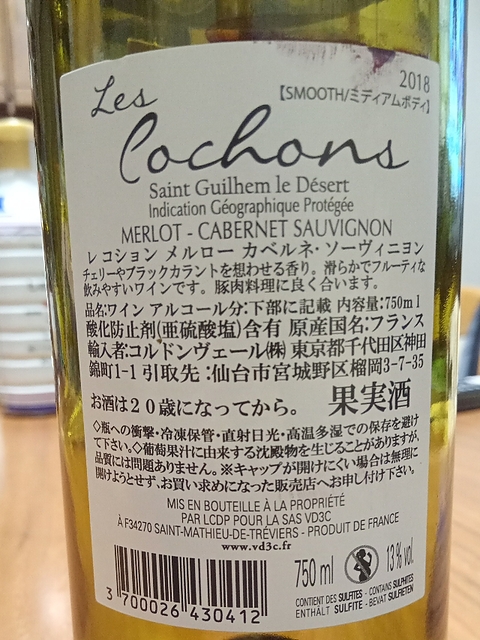 2018
【SMOOTH/ミディアムボディ】
Les
Cochons
Saint Guilhem le Désert
Indication Géographique Protégée
MERLOT - CABERNET SAUVIGNON
レ コション メルロー カベルネ・ソーヴィニヨン
チェリーやブラックカラントを想わせる香り。滑らかでフルーティな
飲みやすいワインです。豚肉料理に良く合います。
品名:ワイン アルコール分:下部に記載 内容量:750ml
酸化防止剤(亜硫酸塩)含有 原産国名:フランス
輸入者:コルドンヴェール㈱ 東京都千代田区神田
錦町1-1 引取先:仙台市宮城野区榴岡3-7-35
お酒は20歳になってから。 果実酒
◇瓶への衝撃・冷凍保管・直射日光・高温多湿での保存を避け
て下さい。◇葡萄果汁に由来する沈殿物を生じることがありますが、
品質には問題ありません。※キャップが開けにくい場合は無理に
開けようとせず、お買い求めになった販売店へお申し付け下さい。
MIS EN BOUTEILLE À LA PROPRIÉTÉ
PAR LCDP POUR LA SAS VD3C
À F34270 SAINT-MATHIEU-DE-TRÉVIERS - PRODUIT DE FRANCE
www.vd3c.fr
3 700026 430412
750 ml
13% vol.
CONTIENT DES SULFITES - CONTAINS SULPHITES
ENTHÄLT SULFITE - BEVAT SULFIETEN